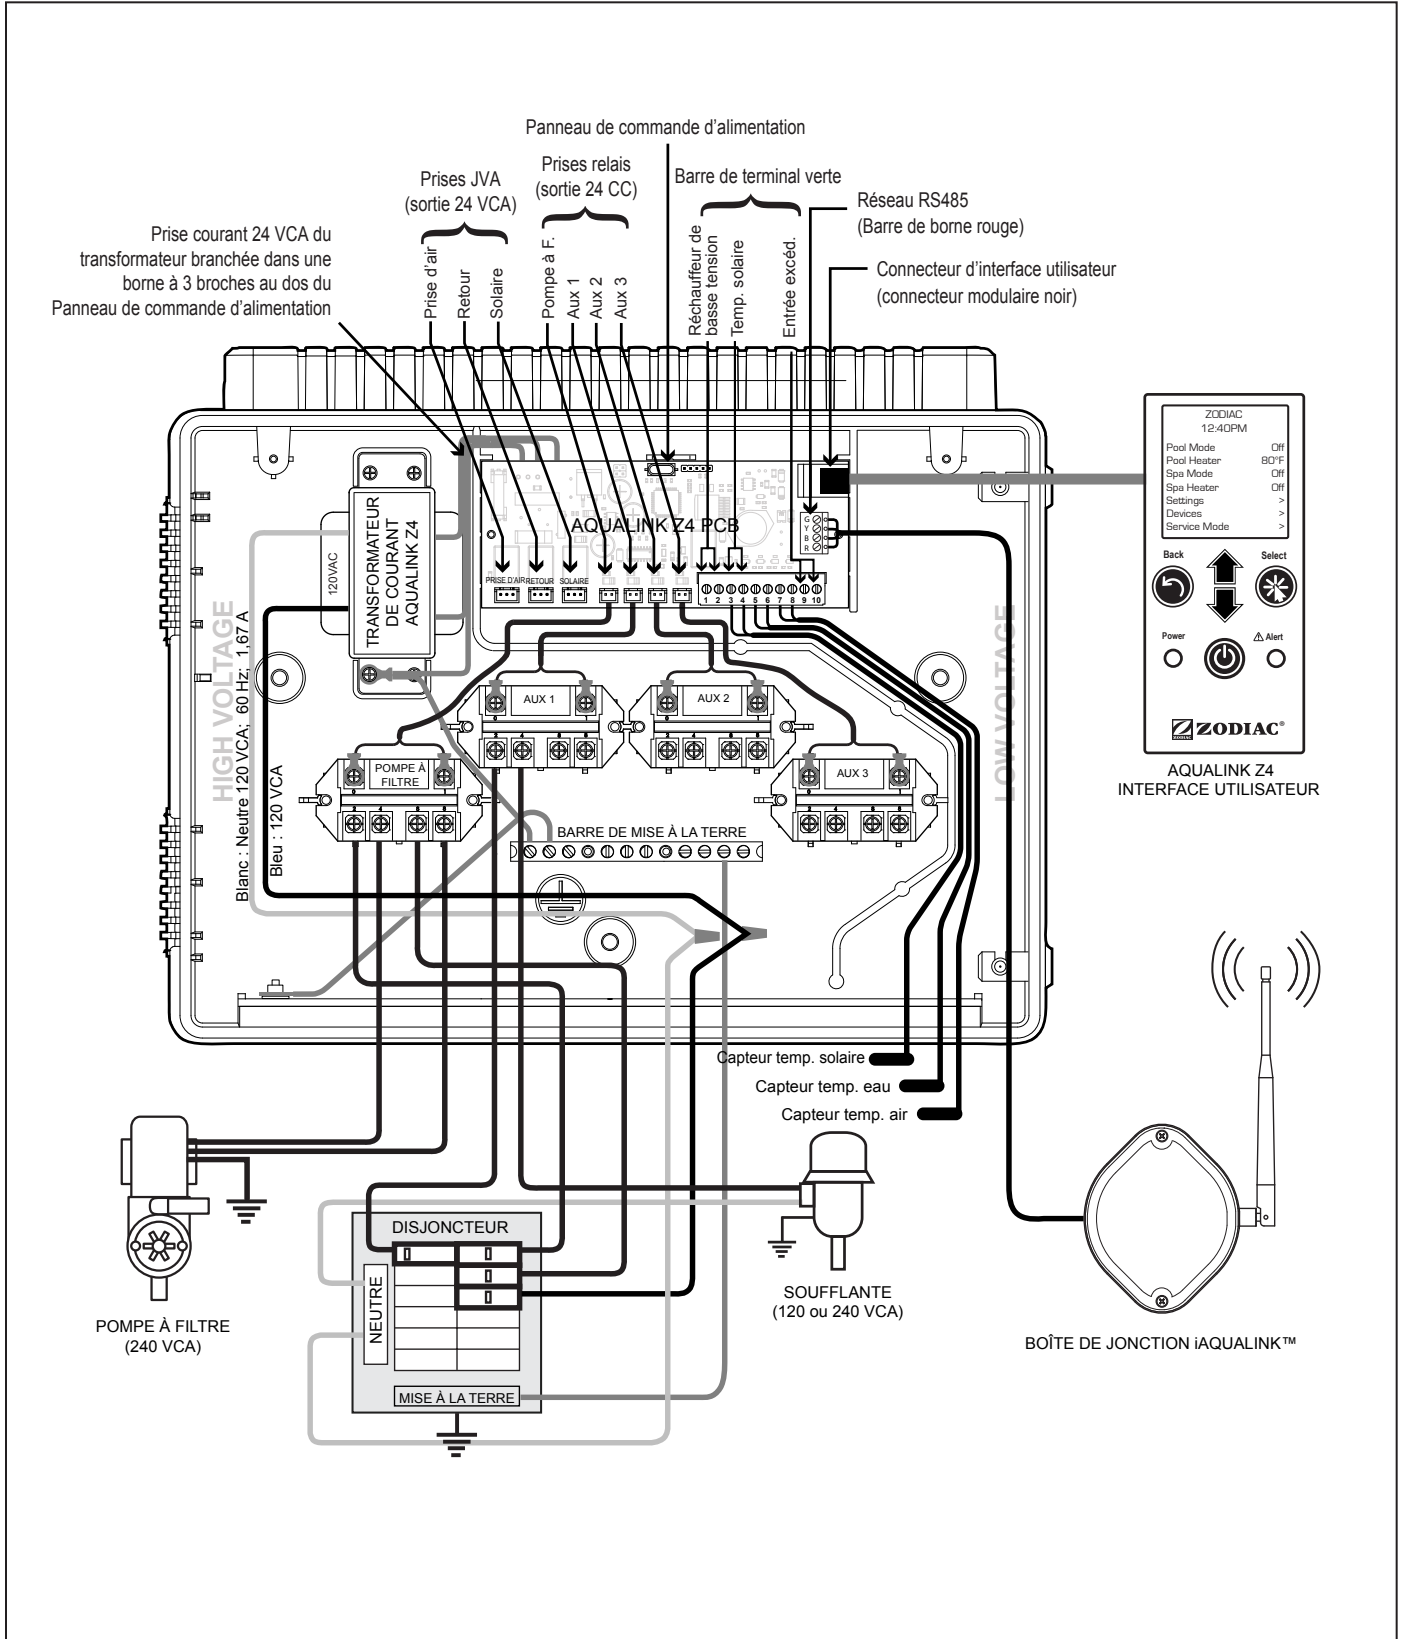 Panneau de commande d'alimentation
Prises JVA
(sortie 24 VCA)
Prises relais
(sortie 24 CC)
Barre de terminal verte
Réseau RS485
(Barre de borne rouge)
Connecteur d'interface utilisateur
(connecteur modulaire noir)
Prise courant 24 VCA du
transformateur branchée dans une
borne à 3 broches au dos du
Panneau de commande d'alimentation
Prise d'air
Retour
Solaire
Pompe à F.
Aux 1
Aux 2
Aux 3
Réchauffeur de
basse tension
Temp. solaire
Entrée excéd.
TRANSFORMATEUR
DE COURANT
AQUALINK Z4
120VAC
AQUALINK Z4 PCB
G
Y
B
R
PRISE D'AIR
RETOUR
SOLAIRE
1 2 3 4 5 6 7 8 9 10
HIGH VOLTAGE
LOW VOLTAGE
Blanc : Neutre 120 VCA; 60 Hz; 1,67 A
Bleu : 120 VCA
AUX 1
AUX 2
POMPE À
FILTRE
AUX 3
BARRE DE MISE À LA TERRE
ZODIAC
12:40PM
Pool Mode Off
Pool Heater 80°F
Spa Mode Off
Spa Heater Off
Settings >
Devices >
Service Mode >
Back
Select
Power
Alert
ZODIAC®
AQUALINK Z4
INTERFACE UTILISATEUR
Capteur temp. solaire
Capteur temp. eau
Capteur temp. air
POMPE À FILTRE
(240 VCA)
DISJONCTEUR
NEUTRE
MISE À LA TERRE
SOUFFLANTE
(120 ou 240 VCA)
BOÎTE DE JONCTION iAQUALINK™